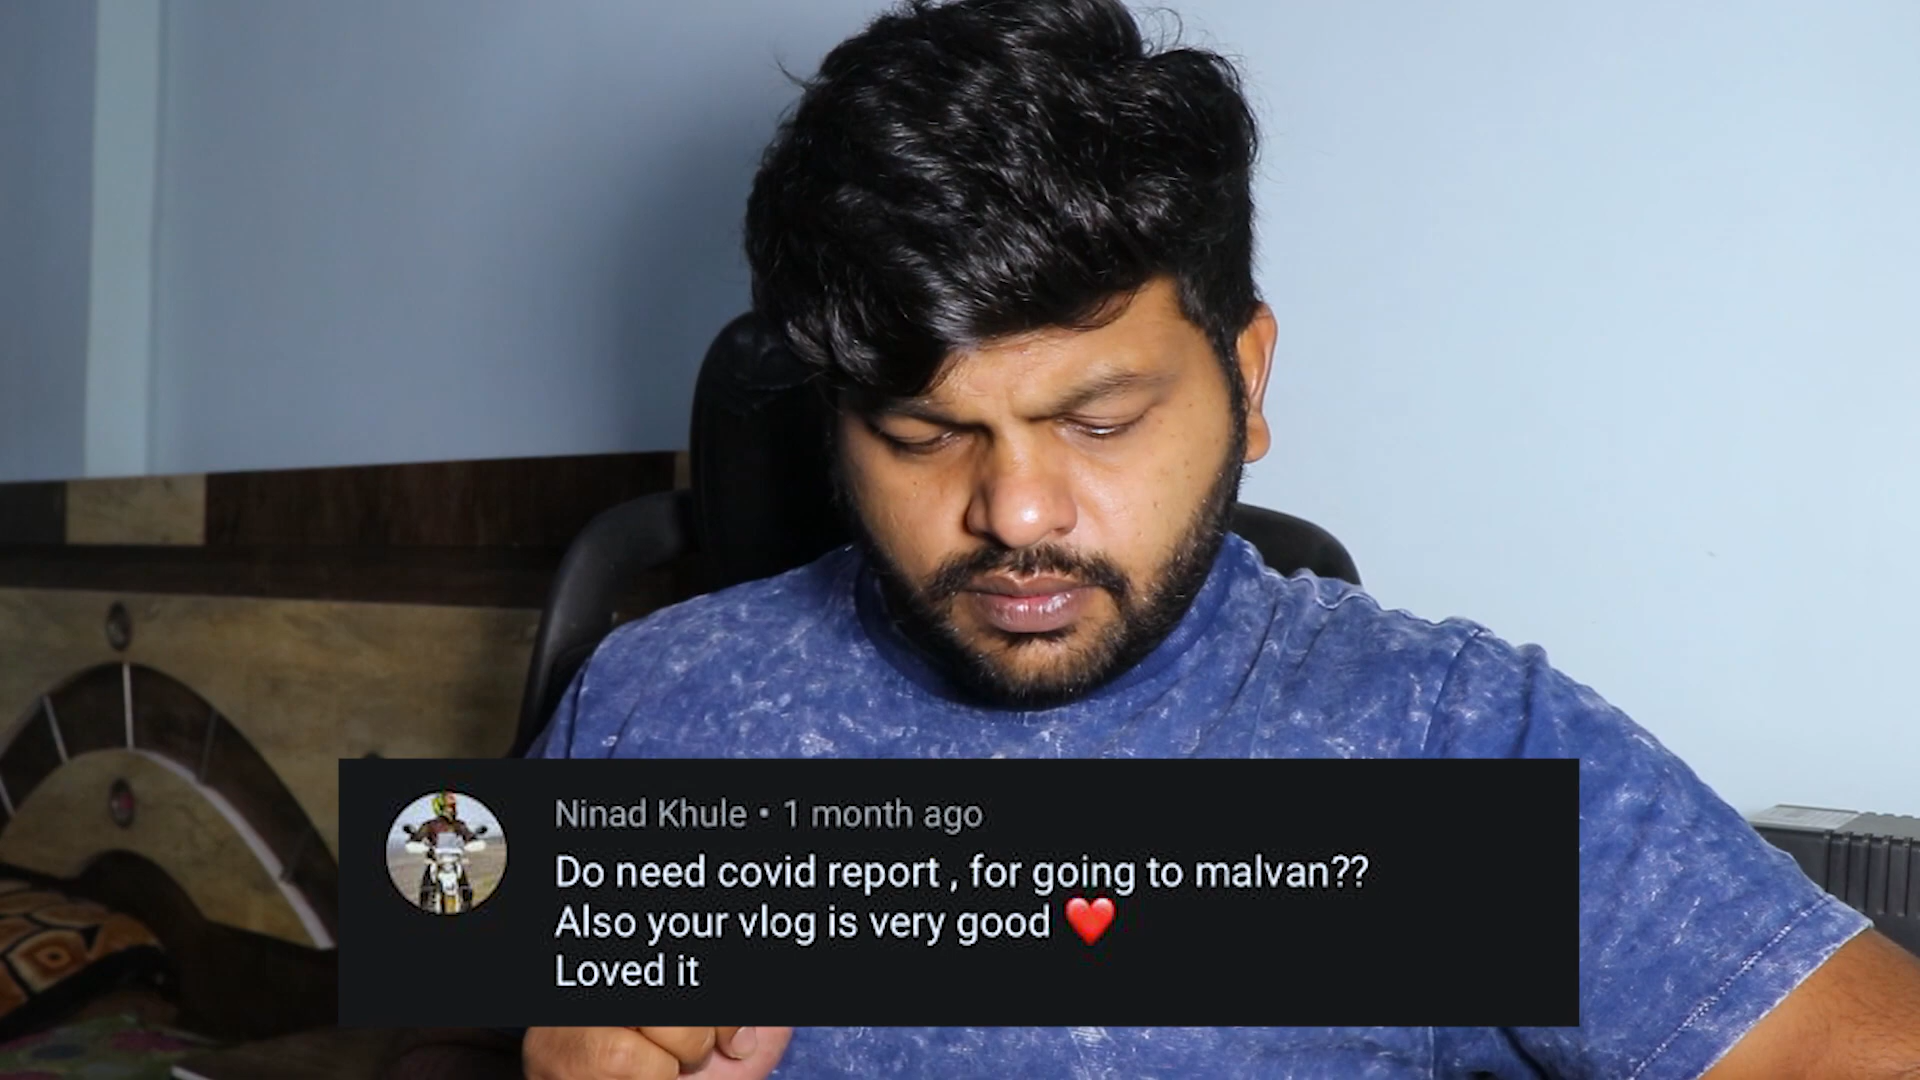 Ninad Khule • 1 month ago
Do need covid report , for going to malvan??
Also your vlog is very good ❤️
Loved it